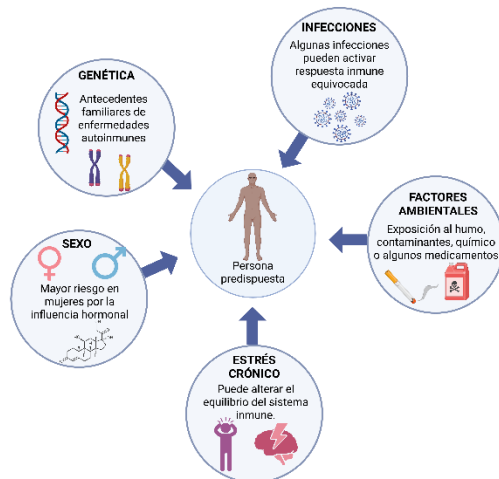 INFECCIONES
Algunas infecciones
pueden activar
respuesta inmune
equivocada
GENÉTICA
Antecedentes
familiares de
enfermedades
autoinmunes
FACTORES
AMBIENTALES
Exposición al humo,
contaminantes, químico
o algunos medicamentos
SEXO
Mayor riesgo en
mujeres por la
influencia hormonal
Persona
predispuesta
ESTRÉS
CRÓNICO
Puede alterar el
equilibrio del sistema
inmune.